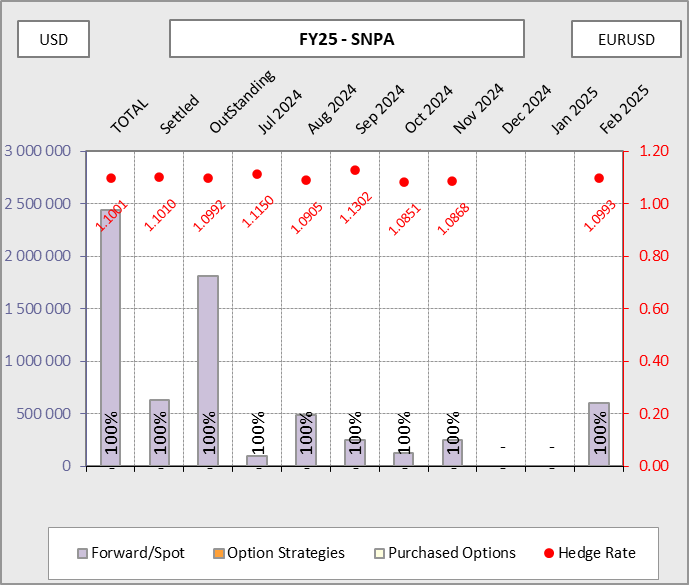 USD
FY25 - SNPA
EURUSD
TOTAL
Settled
OutStanding
Jul 2024
Aug 2024
Sep 2024
Oct 2024
Nov 2024
Dec 2024
Jan 2025
Feb 2025
3 000 000
2 500 000
2 000 000
1 500 000
1 000 000
500 000
0
1.20
1.00
0.80
0.60
0.40
0.20
0.00
1.1001
1.1010
1.0992
1.1150
1.0905
1.1302
1.0851
1.0868
1.0993
100%
100%
100%
100%
100%
100%
100%
100%
-
-
100%
- - - - - - - - - - -
Forward/Spot
Option Strategies
Purchased Options
Hedge Rate